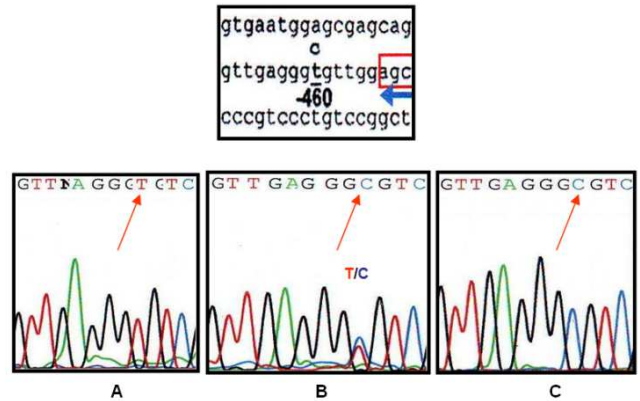 gtgaatggagcgagcag
c
gttgagggtgttggagc
-460
cccgtccctgtccggct
GTTNAGGGTGTC
GTTGAGGGCGTC
GTTGAGGGCGTC
T/C
A
B
C